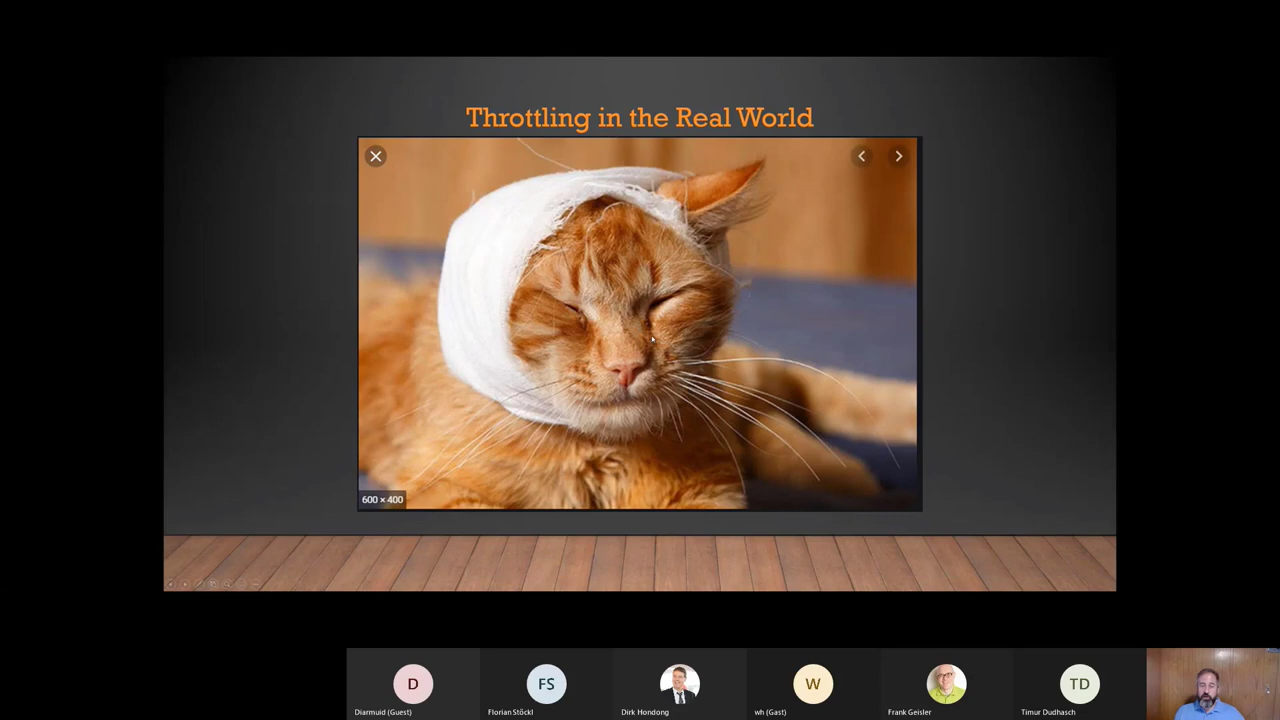 Throttling in the Real World
600 × 400
D
FS
W
TD
Diarmuid (Guest)
Florian Stöckl
Dirk Hondong
wh (Gast)
Frank Geisler
Timur Dudhasch